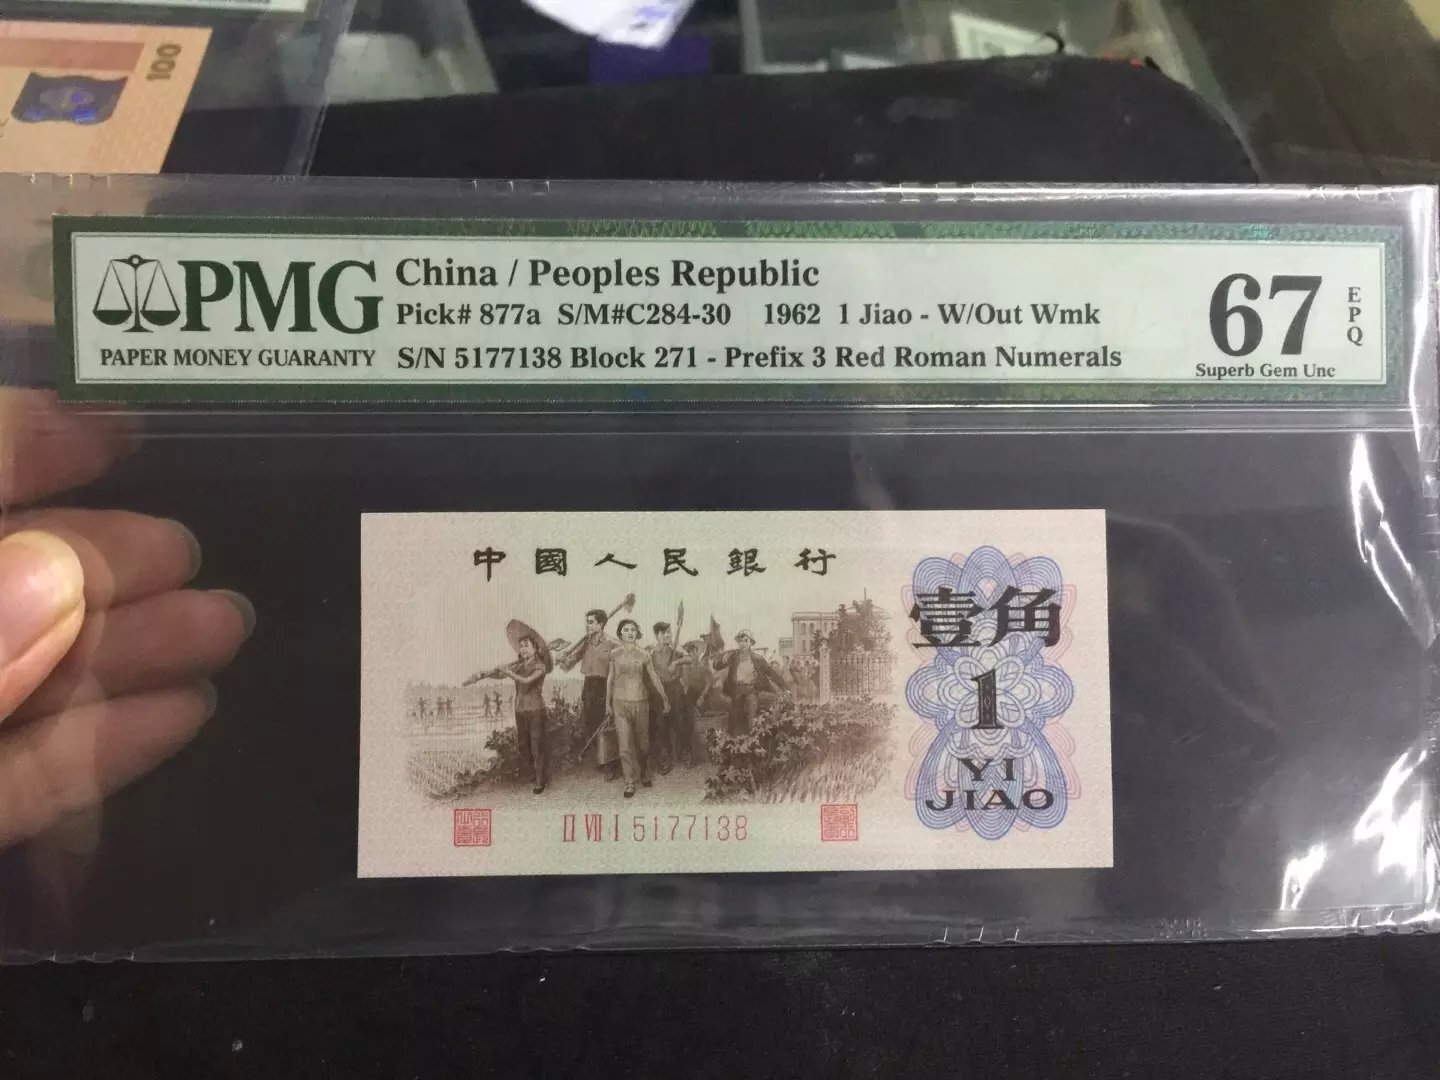 100
PMG
PAPER MONEY GUARANTY
China / Peoples Republic
Pick# 877a S/M#C284-30 1962 1 Jiao - W/Out Wmk
S/N 5177138 Block 271 - Prefix 3 Red Roman Numerals
67
EPQ
Superb Gem Unc
中國人民銀行
壹角
1
YI
JIAO
II VII I 5177138